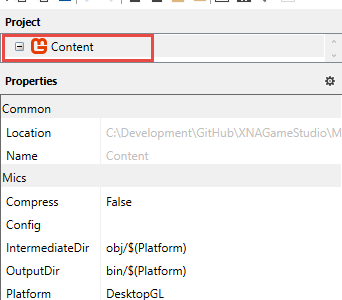 Project
Content
Properties
Common
Location C:\Development\GitHub\XNAGameStudio\M
Name Content
Mics
Compress False
Config
IntermediateDir obj/$(Platform)
OutputDir bin/$(Platform)
Platform DesktopGL